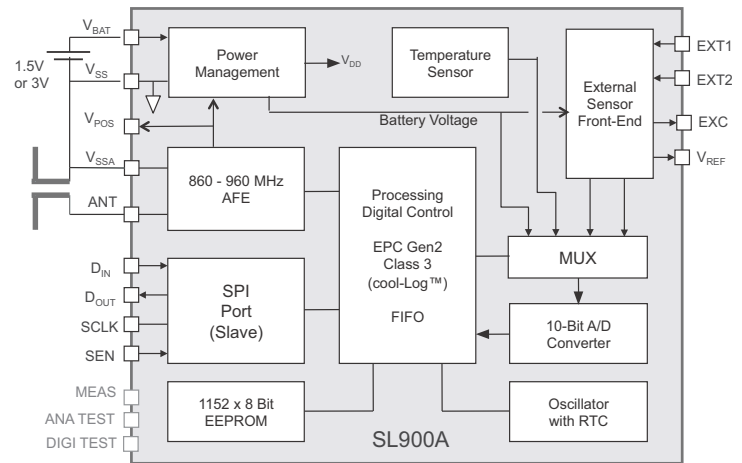 V_BAT
1.5V
or 3V
V_SS
V_POS
V_SSA
ANT
D_IN
D_OUT
SCLK
SEN
MEAS
ANA TEST
DIGI TEST
Power
Management
V_DD
Temperature
Sensor
External
Sensor
Front-End
EXT1
EXT2
EXC
V_REF
Battery Voltage
860 - 960 MHz
AFE
Processing
Digital Control
EPC Gen2
Class 3
(cool-Log™)
FIFO
MUX
SPI
Port
(Slave)
10-Bit A/D
Converter
1152 x 8 Bit
EEPROM
Oscillator
with RTC
SL900A